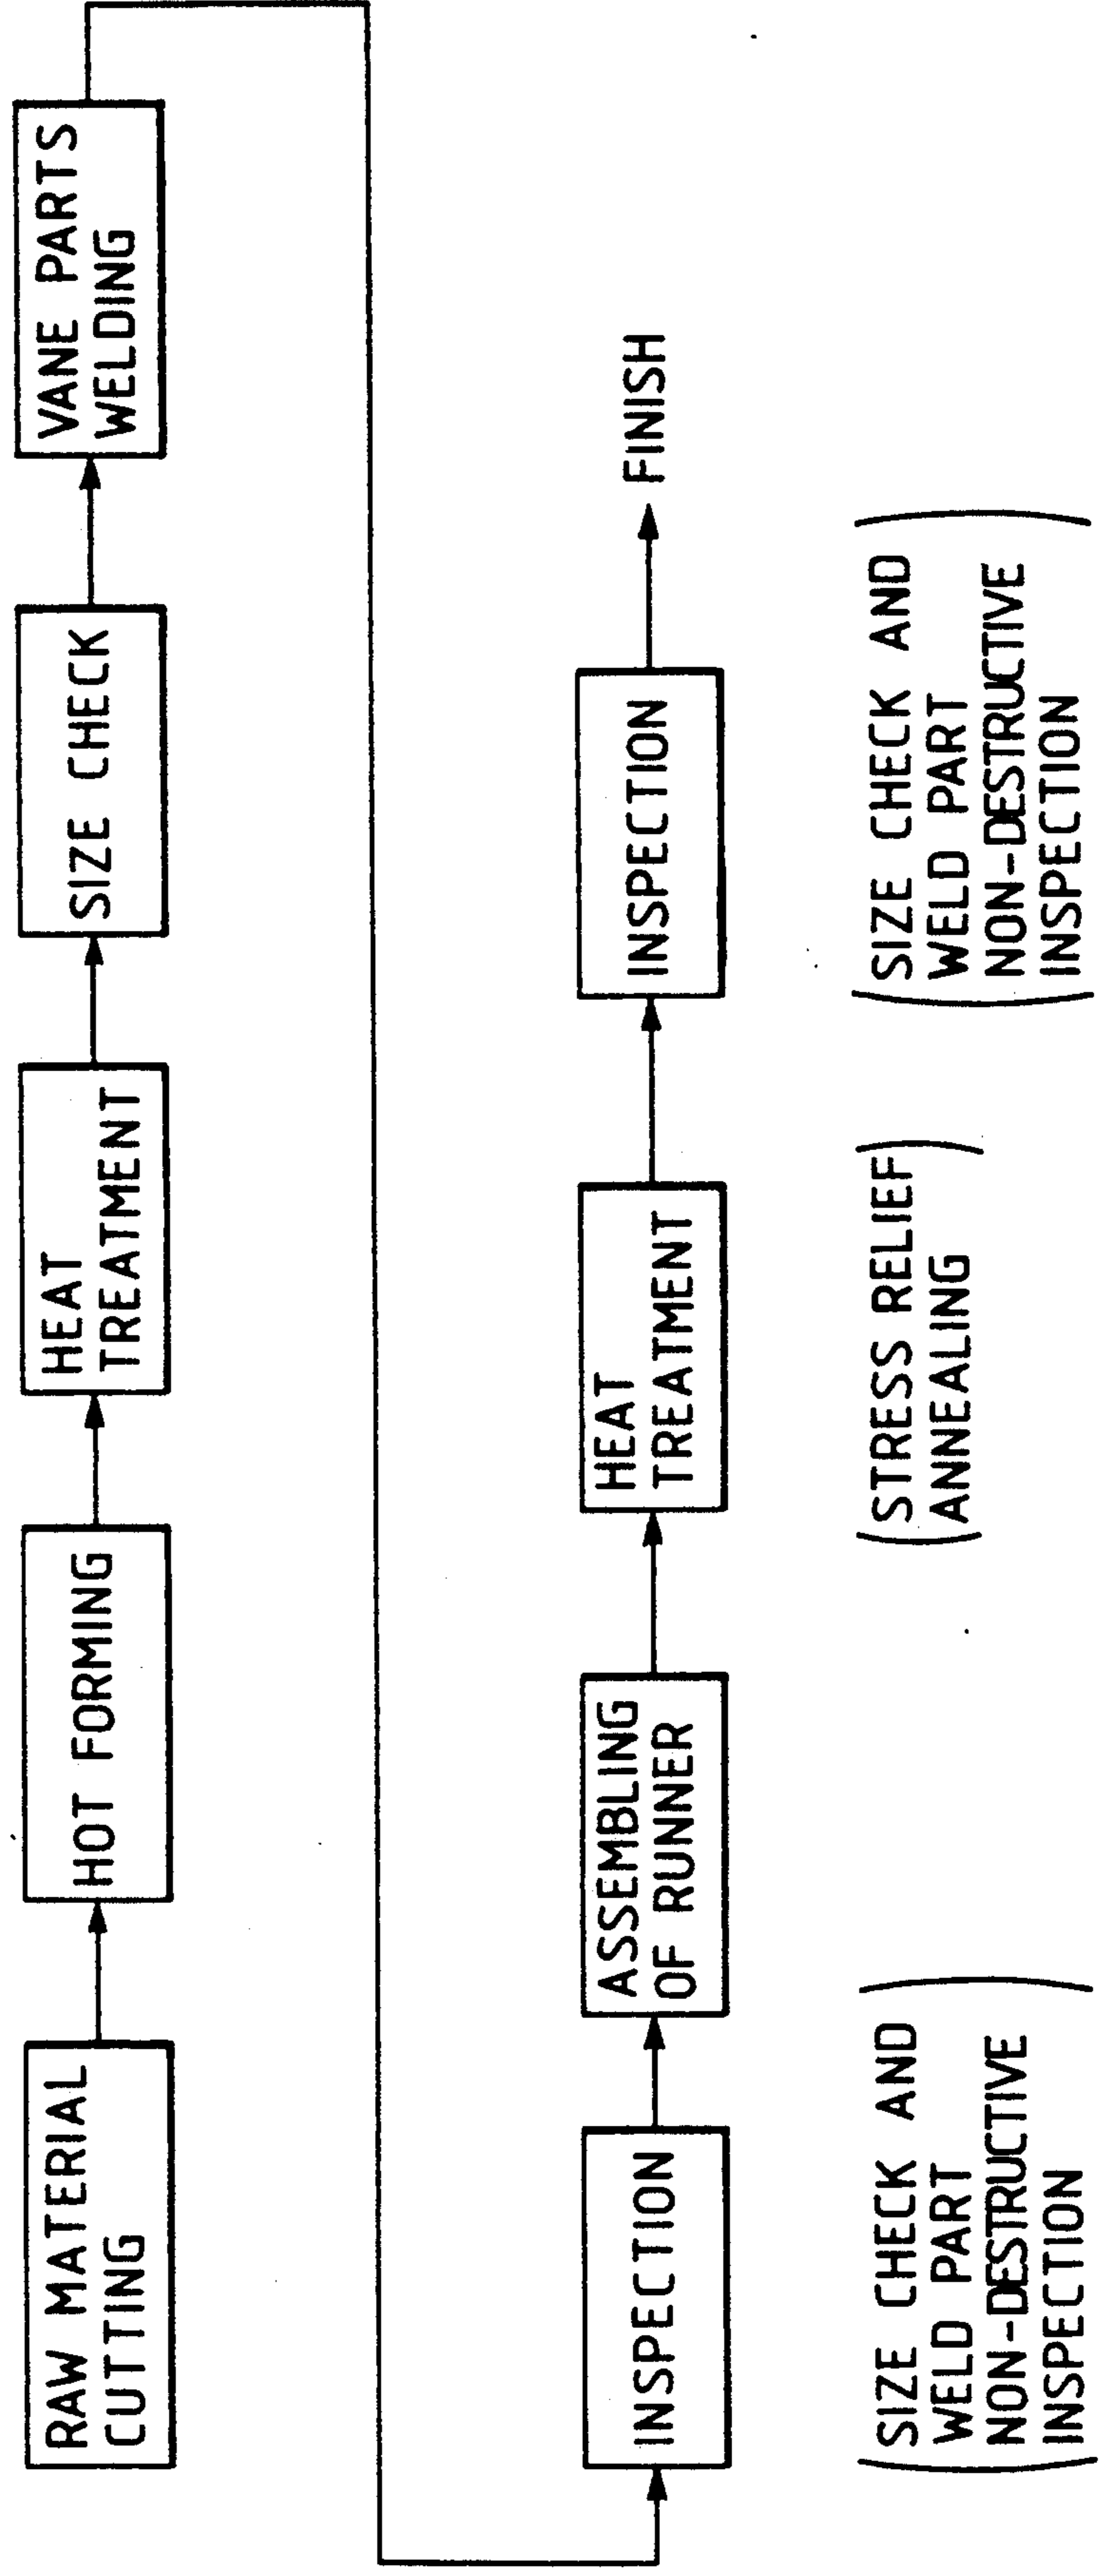 RAW MATERIAL
CUTTING
HOT FORMING
HEAT
TREATMENT
SIZE CHECK
VANE PARTS
WELDING
INSPECTION
ASSEMBLING
OF RUNNER
HEAT
TREATMENT
INSPECTION
FINISH
(SIZE CHECK AND
WELD PART
NON-DESTRUCTIVE
INSPECTION)
(STRESS RELIEF
ANNEALING)
(SIZE CHECK AND
WELD PART
NON-DESTRUCTIVE
INSPECTION)